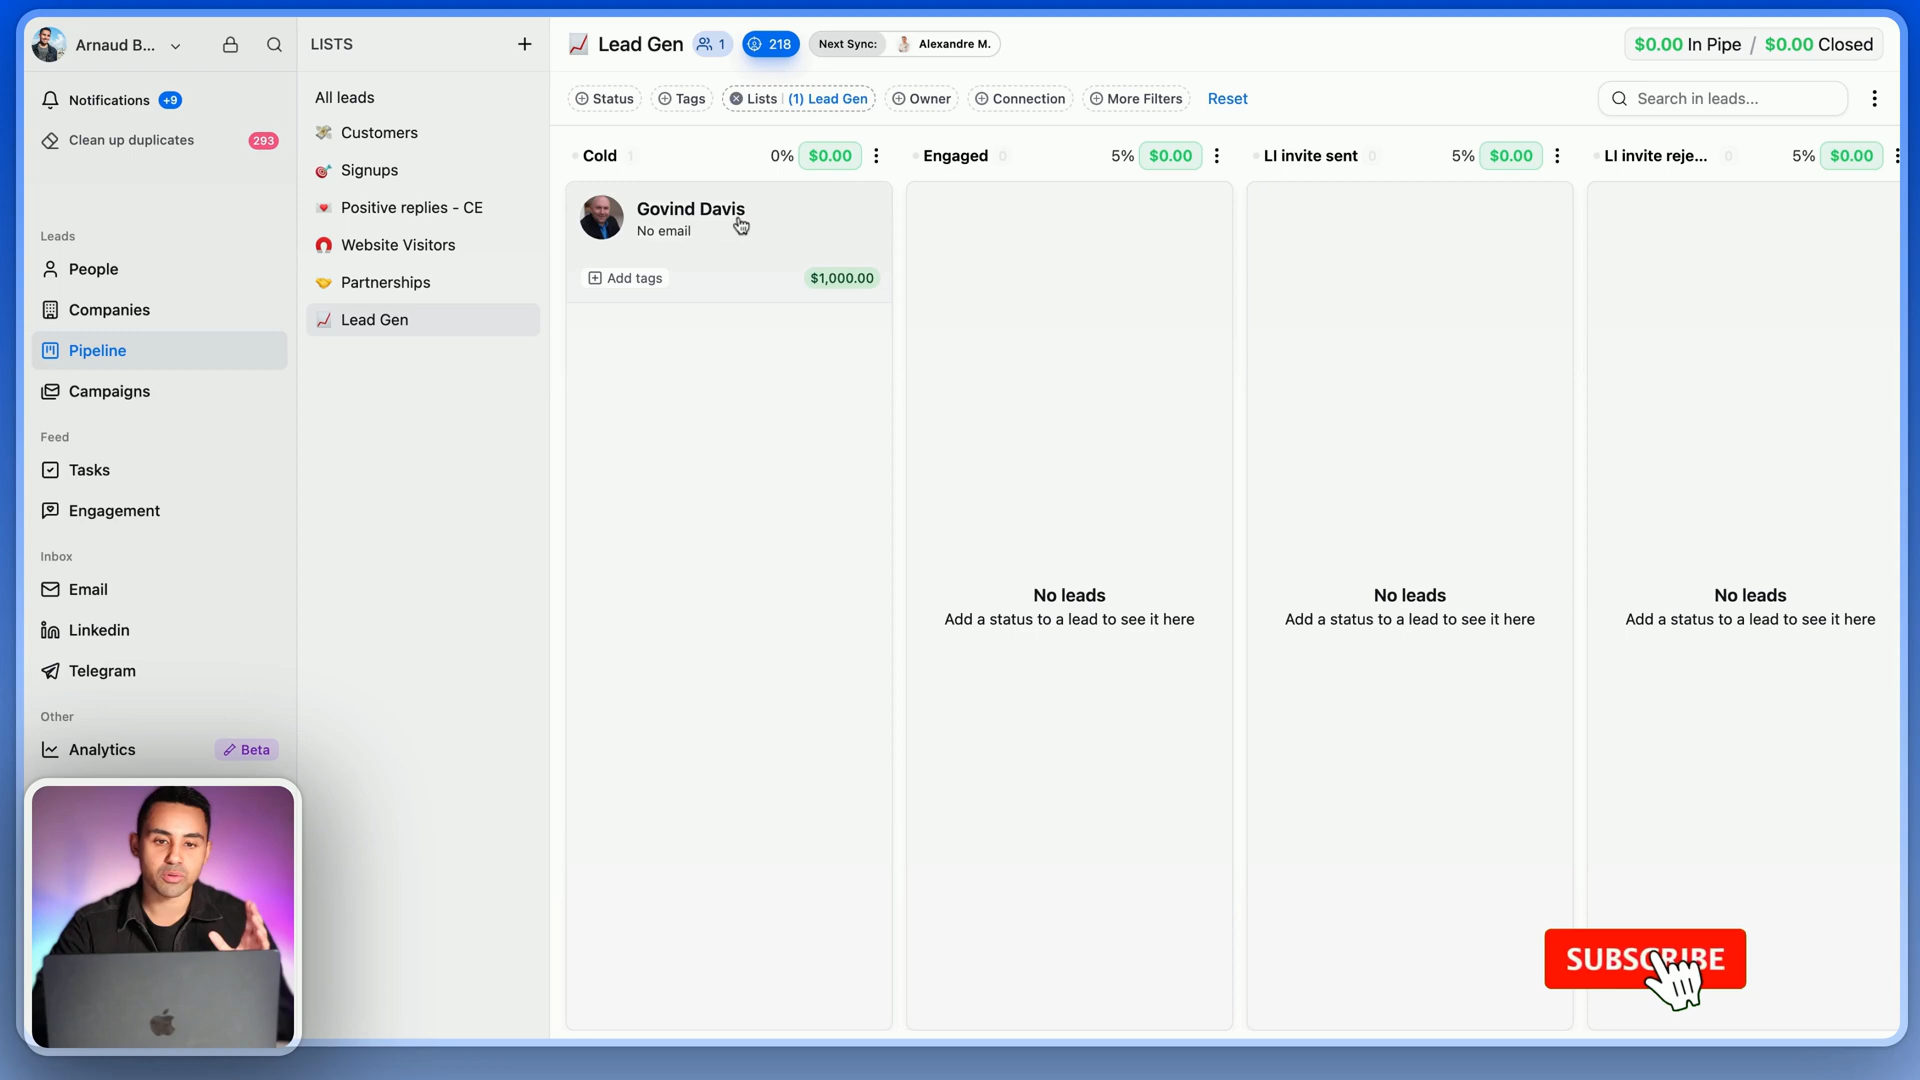 Arnaud B...
Notifications +9
Clean up duplicates 293
Leads
People
Companies
Pipeline
Campaigns
Feed
Tasks
Engagement
Inbox
Email
Linkedin
Telegram
Other
Analytics Beta
LISTS
All leads
Customers
Signups
Positive replies - CE
Website Visitors
Partnerships
Lead Gen
Lead Gen 1 218 Next Sync: Alexandre M.
$0.00 In Pipe / $0.00 Closed
Status Tags Lists (1) Lead Gen Owner Connection More Filters Reset
Search in leads...
Cold 1 0% $0.00
Govind Davis
No email
Add tags $1,000.00
Engaged 0 5% $0.00
No leads
Add a status to a lead to see it here
LI invite sent 0 5% $0.00
No leads
Add a status to a lead to see it here
LI invite reje... 0 5% $0.00
No leads
Add a status to a lead to see it here
SUBSCRIBE